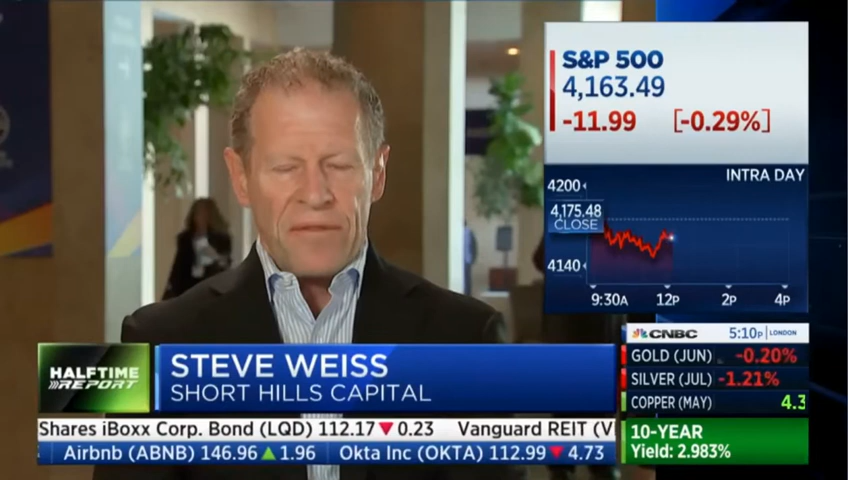 S&P 500
4,163.49
-11.99 [-0.29%]
INTRA DAY
4200
4,175.48
CLOSE
4140
9:30A 12P 2P 4P
CNBC 5:10P LONDON
GOLD (JUN) -0.20%
SILVER (JUL) -1.21%
COPPER (MAY) 4.3
10-YEAR
Yield: 2.983%
HALFTIME
REPORT
STEVE WEISS
SHORT HILLS CAPITAL
Shares iBoxx Corp. Bond (LQD) 112.17 ▼ 0.23 Vanguard REIT (V
Airbnb (ABNB) 146.96 ▲ 1.96 Okta Inc (OKTA) 112.99 ▼ 4.73